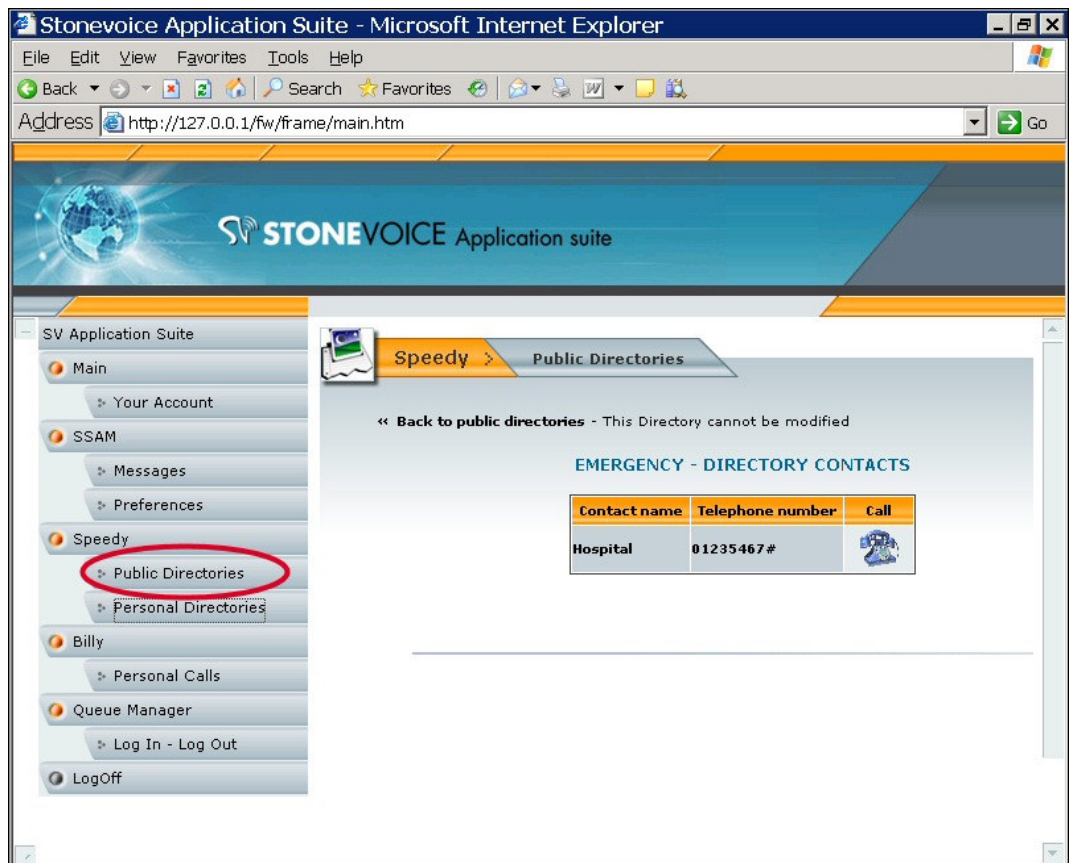 Stonevoice Application Suite - Microsoft Internet Explorer
File Edit View Favorites Tools Help
Back Search Favorites
Address http://127.0.0.1/fw/frame/main.htm Go
SV STONEVOICE Application suite
SV Application Suite
Main
Your Account
SSAM
Messages
Preferences
Speedy
Public Directories
Personal Directories
Billy
Personal Calls
Queue Manager
Log In - Log Out
LogOff
Speedy > Public Directories
‹‹ Back to public directories - This Directory cannot be modified
EMERGENCY - DIRECTORY CONTACTS
Contact name Telephone number Call
Hospital 01235467#